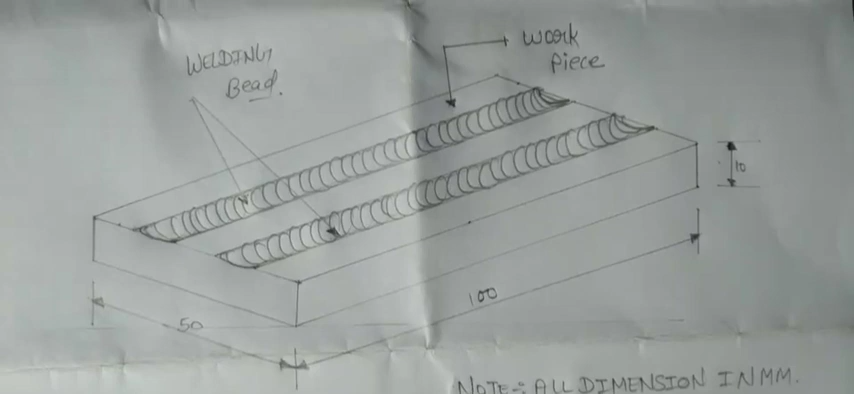 WELDING
Bead.
Work
Piece
10
100
50
NOTE:- ALL DIMENSION IN MM.